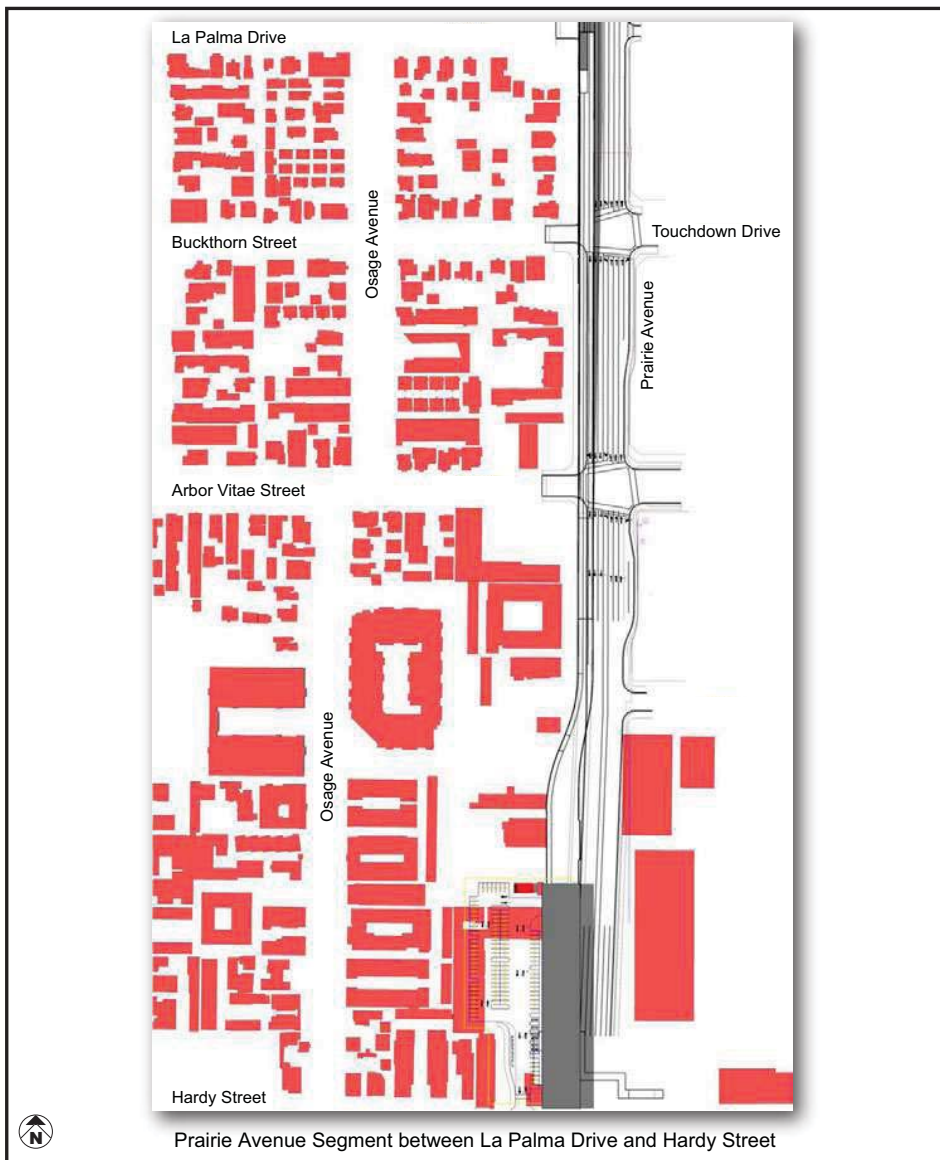 La Palma Drive
Osage Avenue
Buckthorn Street
Touchdown Drive
Prairie Avenue
Arbor Vitae Street
Osage Avenue
Hardy Street
N
Prairie Avenue Segment between La Palma Drive and Hardy Street